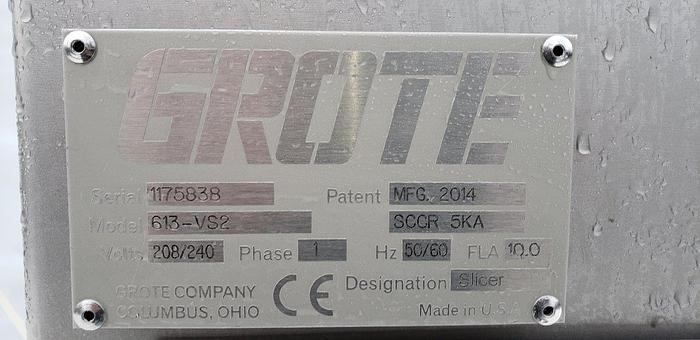 GROTE
Serial 1175838 Patent MFG. 2014
Model 613-VS2 SCCR 5KA
Volts 208/240 Phase 1 Hz 50/60 FLA 10.0
GROTE COMPANY CE Designation Slicer
COLUMBUS, OHIO Made in U.S.A